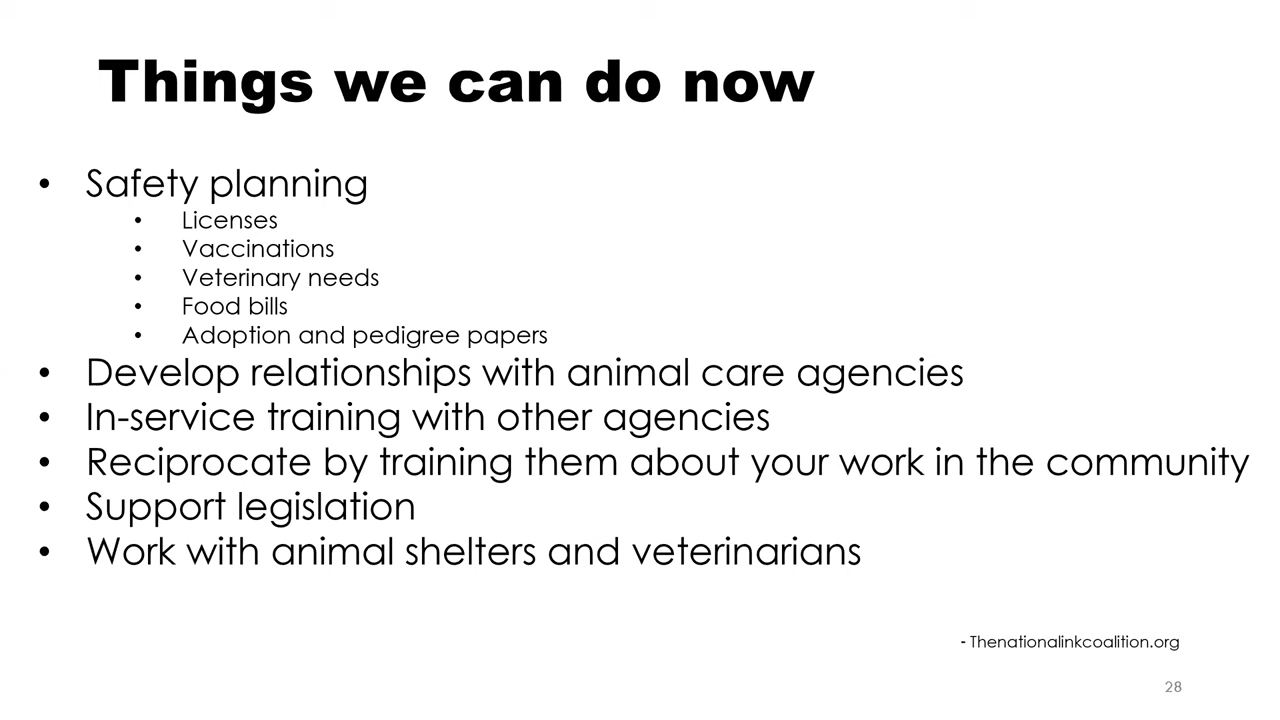 Things we can do now
• Safety planning
• Licenses
• Vaccinations
• Veterinary needs
• Food bills
• Adoption and pedigree papers
• Develop relationships with animal care agencies
• In-service training with other agencies
• Reciprocate by training them about your work in the community
• Support legislation
• Work with animal shelters and veterinarians
- Thenationalinkcoalition.org
28